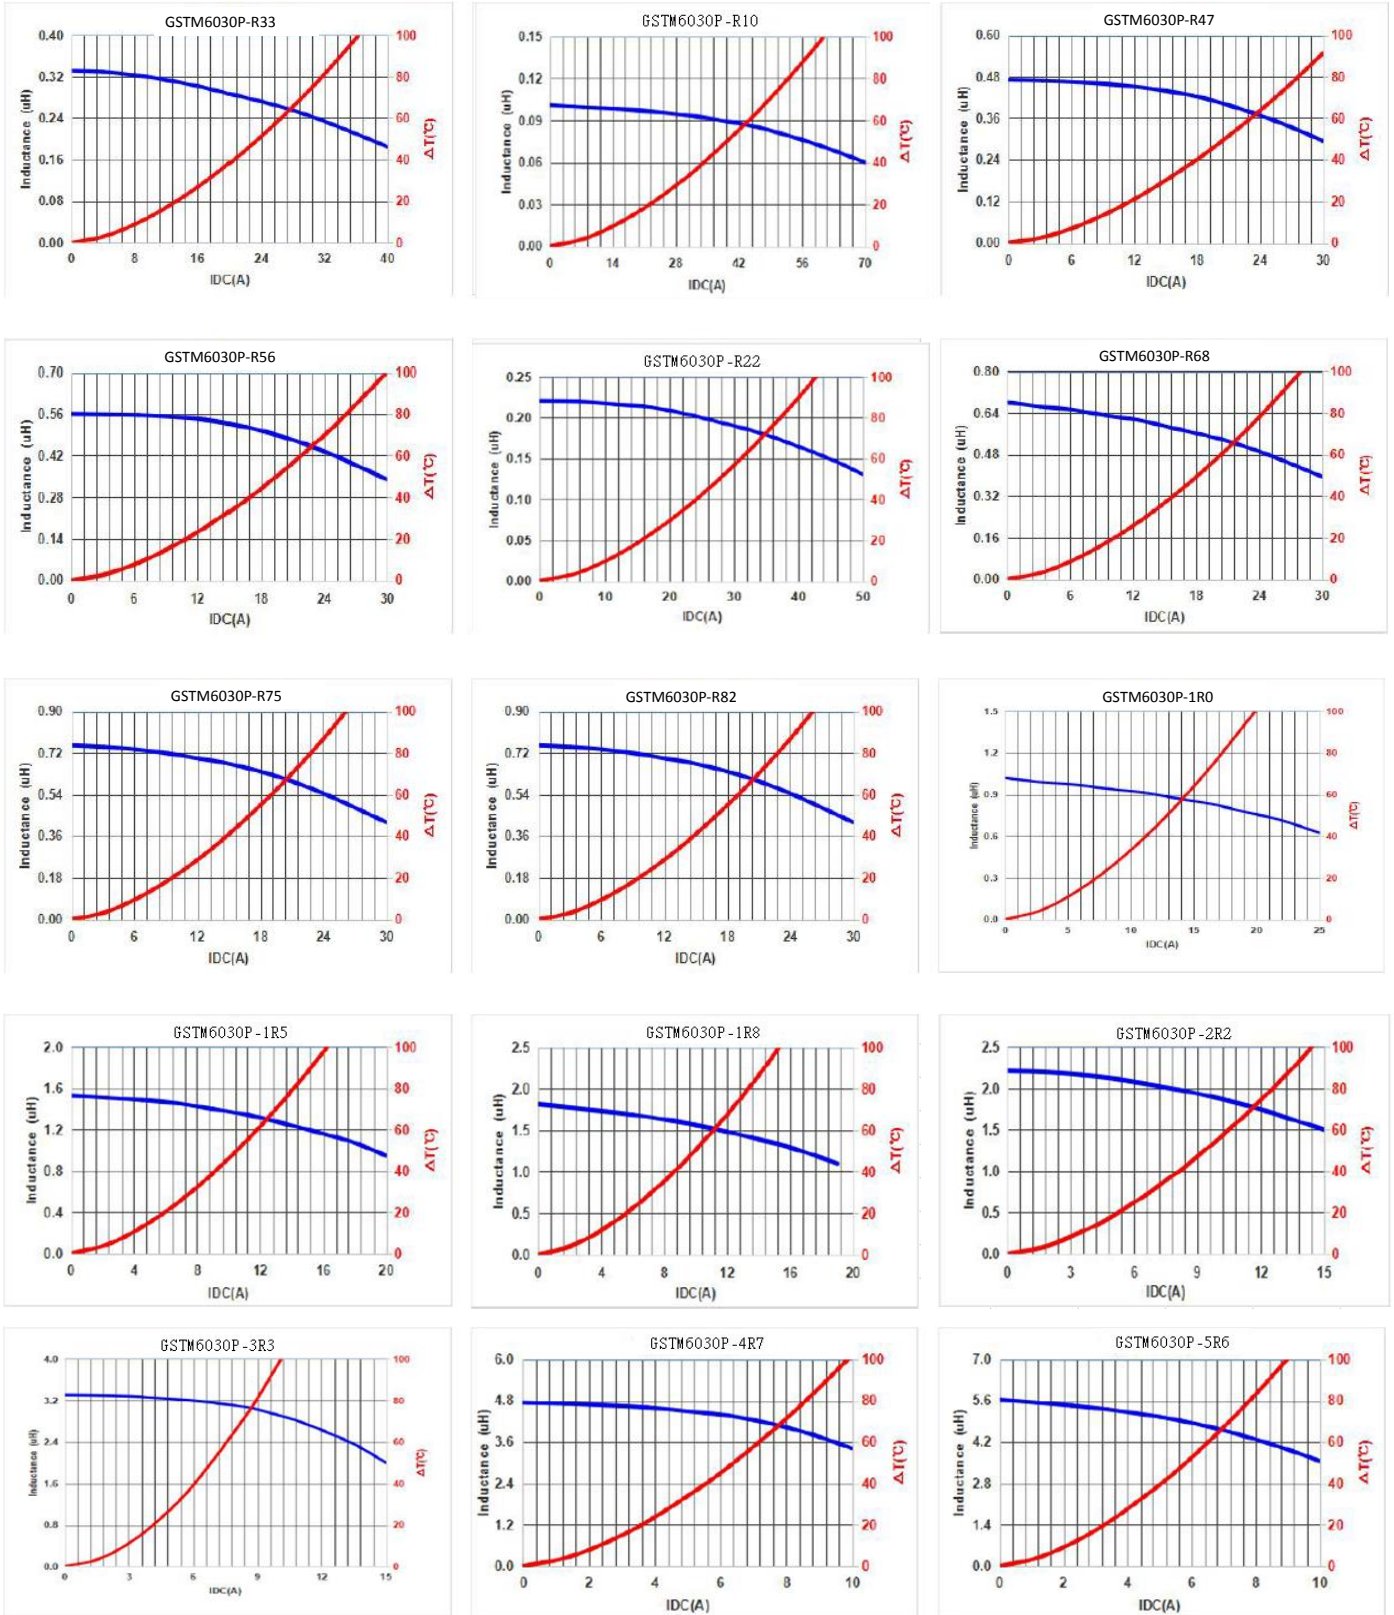 GSTM6030P-R33
0.40 100
0.32 80
0.24 60
0.16 40
0.08 20
0.00 0
Inductance (uH)
ΔT(℃)
0 8 16 24 32 40
IDC(A)
GSTM6030P-R10
0.15 100
0.12 80
0.09 60
0.06 40
0.03 20
0.00 0
Inductance (uH)
ΔT(℃)
0 14 28 42 56 70
IDC(A)
GSTM6030P-R47
0.60 100
0.48 80
0.36 60
0.24 40
0.12 20
0.00 0
Inductance (uH)
ΔT(℃)
0 6 12 18 24 30
IDC(A)
GSTM6030P-R56
0.70 100
0.56 80
0.42 60
0.28 40
0.14 20
0.00 0
Inductance (uH)
ΔT(℃)
0 6 12 18 24 30
IDC(A)
GSTM6030P-R22
0.25 100
0.20 80
0.15 60
0.10 40
0.05 20
0.00 0
Inductance (uH)
ΔT(℃)
0 10 20 30 40 50
IDC(A)
GSTM6030P-R68
0.80 100
0.64 80
0.48 60
0.32 40
0.16 20
0.00 0
Inductance (uH)
ΔT(℃)
0 6 12 18 24 30
IDC(A)
GSTM6030P-R75
0.90 100
0.72 80
0.54 60
0.36 40
0.18 20
0.00 0
Inductance (uH)
ΔT(℃)
0 6 12 18 24 30
IDC(A)
GSTM6030P-R82
0.90 100
0.72 80
0.54 60
0.36 40
0.18 20
0.00 0
Inductance (uH)
ΔT(℃)
0 6 12 18 24 30
IDC(A)
GSTM6030P-1R0
1.5 100
1.2 80
0.9 60
0.6 40
0.3 20
0.0 0
Inductance (uH)
ΔT(℃)
0 5 10 15 20 25
IDC(A)
GSTM6030P-1R5
2.0 100
1.6 80
1.2 60
0.8 40
0.4 20
0.0 0
Inductance (uH)
ΔT(℃)
0 4 8 12 16 20
IDC(A)
GSTM6030P-1R8
2.5 100
2.0 80
1.5 60
1.0 40
0.5 20
0.0 0
Inductance (uH)
ΔT(℃)
0 4 8 12 16 20
IDC(A)
GSTM6030P-2R2
2.5 100
2.0 80
1.5 60
1.0 40
0.5 20
0.0 0
Inductance (uH)
ΔT(℃)
0 3 6 9 12 15
IDC(A)
GSTM6030P-3R3
4.0 100
3.2 80
2.4 60
1.6 40
0.8 20
0.0 0
Inductance (uH)
ΔT(℃)
0 3 6 9 12 15
IDC(A)
GSTM6030P-4R7
6.0 100
4.8 80
3.6 60
2.4 40
1.2 20
0.0 0
Inductance (uH)
ΔT(℃)
0 2 4 6 8 10
IDC(A)
GSTM6030P-5R6
7.0 100
5.6 80
4.2 60
2.8 40
1.4 20
0.0 0
Inductance (uH)
ΔT(℃)
0 2 4 6 8 10
IDC(A)